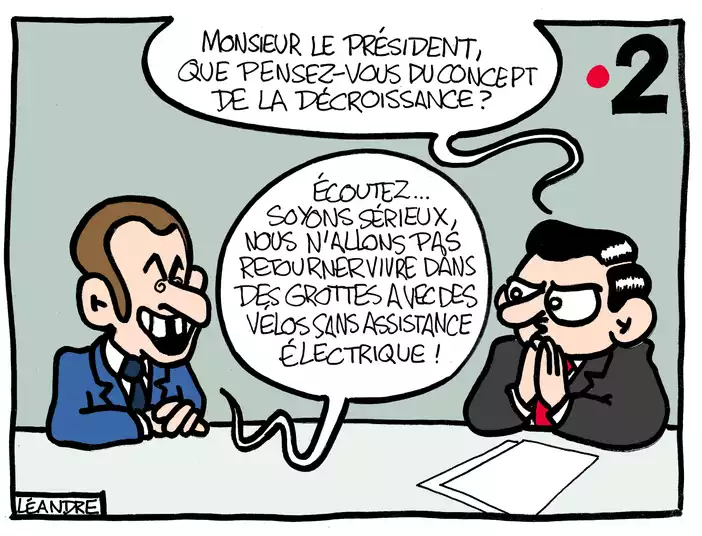 MONSIEUR LE PRÉSIDENT,
QUE PENSEZ-VOUS DU CONCEPT
DE LA DÉCROISSANCE ?
2
ÉCOUTEZ...
SOYONS SÉRIEUX,
NOUS N'ALLONS PAS
RETOURNER VIVRE DANS
DES GROTTES AVEC DES
VÉLOS SANS ASSISTANCE
ÉLECTRIQUE !
LÉANDRE